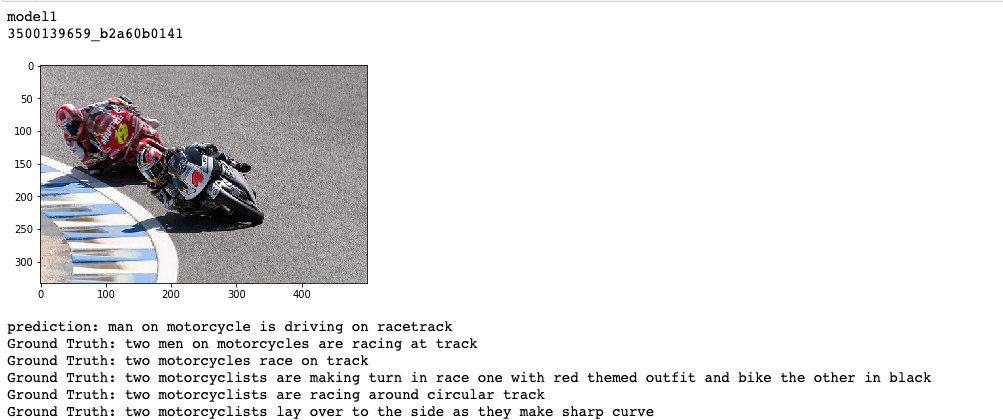 model1
3500139659_b2a60b0141
0
50
100
150
200
250
300
MAPFRE
19
4
0 100 200 300 400
prediction: man on motorcycle is driving on racetrack
Ground Truth: two men on motorcycles are racing at track
Ground Truth: two motorcycles race on track
Ground Truth: two motorcyclists are making turn in race one with red themed outfit and bike the other in black
Ground Truth: two motorcyclists are racing around circular track
Ground Truth: two motorcyclists lay over to the side as they make sharp curve